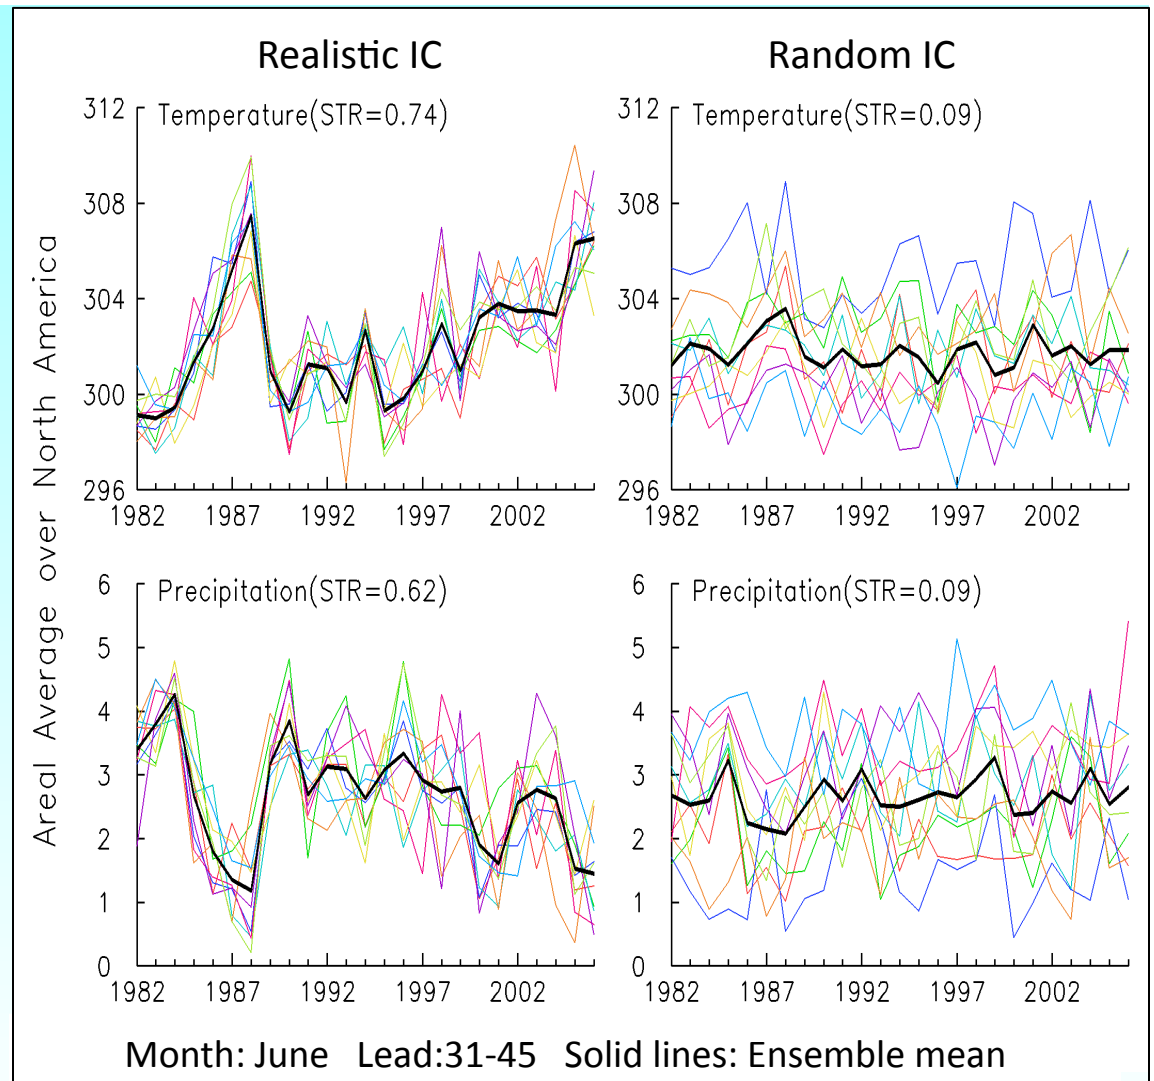 Realistic IC
Random IC
Areal Average over North America
Temperature(STR=0.74)
312
308
304
300
296
1982 1987 1992 1997 2002
Temperature(STR=0.09)
312
308
304
300
296
1982 1987 1992 1997 2002
Precipitation(STR=0.62)
6
5
4
3
2
1
0
1982 1987 1992 1997 2002
Precipitation(STR=0.09)
6
5
4
3
2
1
0
1982 1987 1992 1997 2002
Month: June Lead:31-45 Solid lines: Ensemble mean